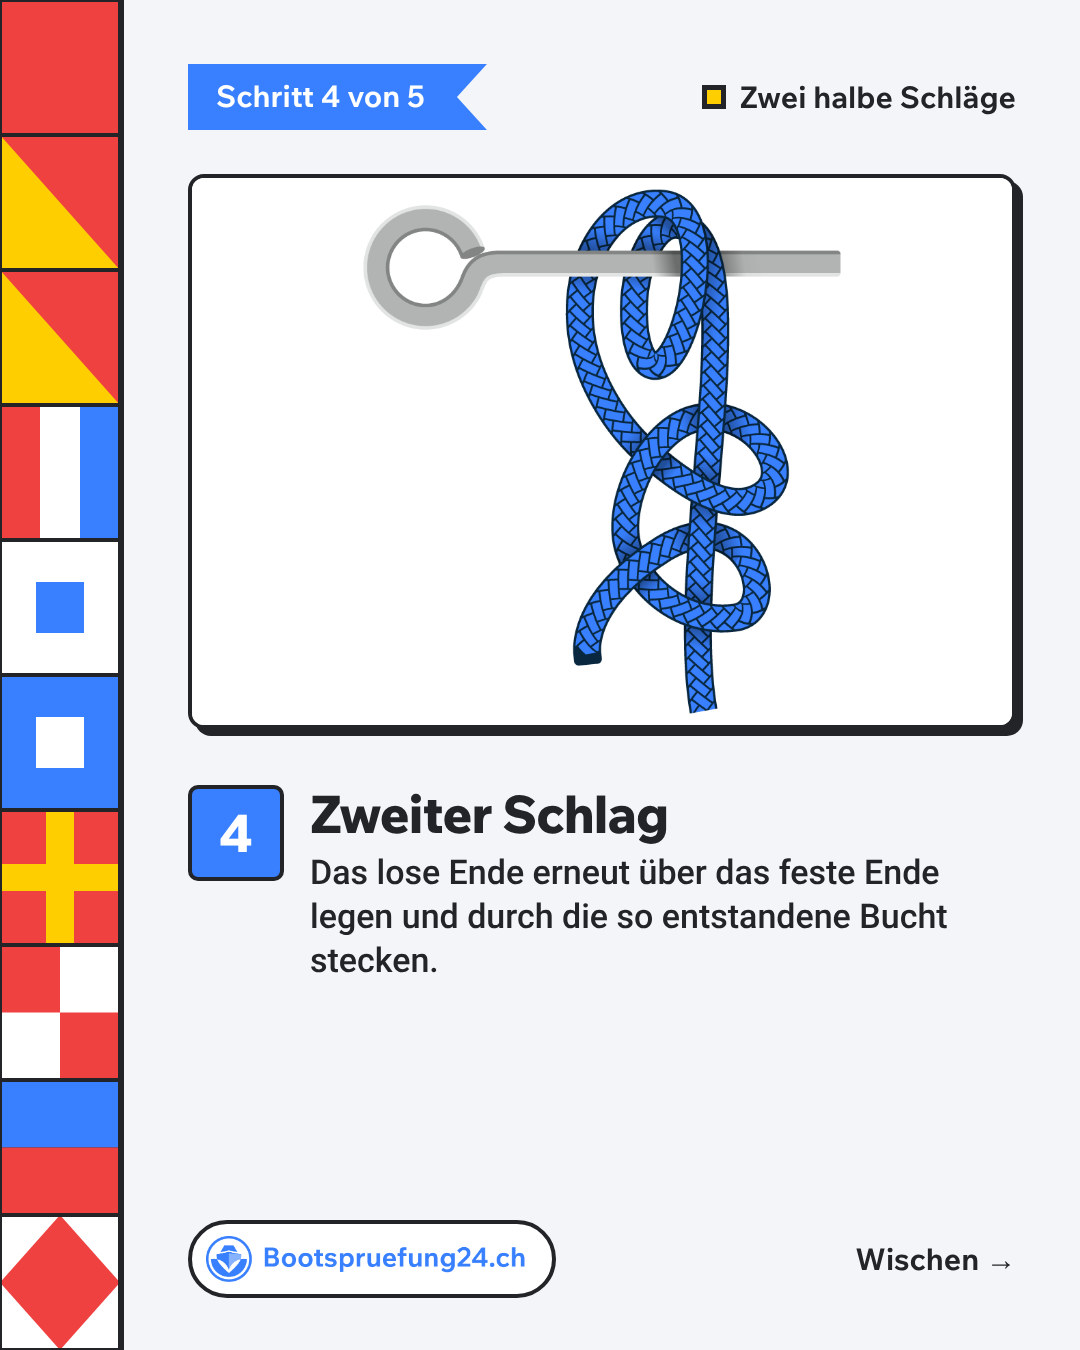 Schritt 4 von 5
Zwei halbe Schläge
4
Zweiter Schlag
Das lose Ende erneut über das feste Ende
legen und durch die so entstandene Bucht
stecken.
Bootspruefung24.ch
Wischen →